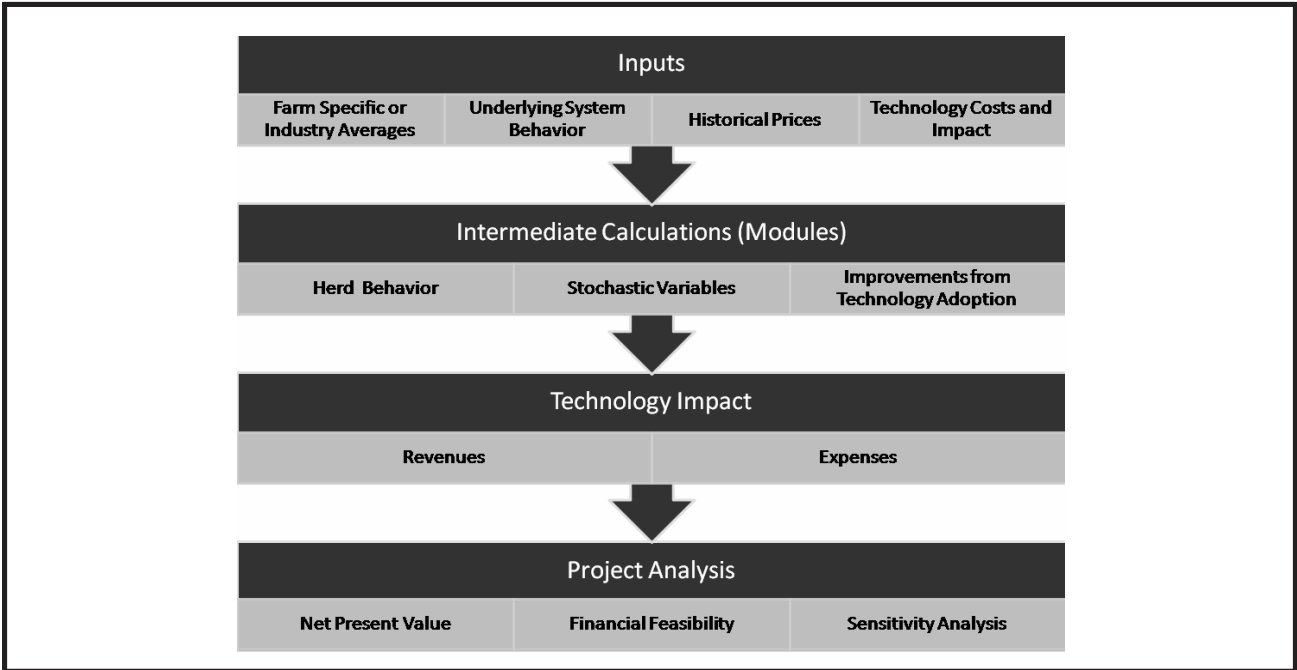 Inputs
Farm Specific or
Industry Averages
Underlying System
Behavior
Historical Prices
Technology Costs and
Impact
Intermediate Calculations (Modules)
Herd Behavior
Stochastic Variables
Improvements from
Technology Adoption
Technology Impact
Revenues
Expenses
Project Analysis
Net Present Value
Financial Feasibility
Sensitivity Analysis